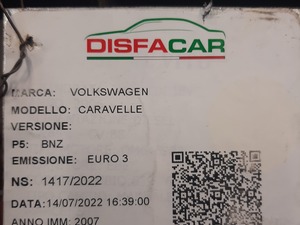 DISFACAR
MARCA: VOLKSWAGEN
MODELLO: CARAVELLE
VERSIONE:
P5: BNZ
EMISSIONE: EURO 3
NS: 1417/2022
DATA:14/07/2022 16:39:00
ANNO IMM: 2007